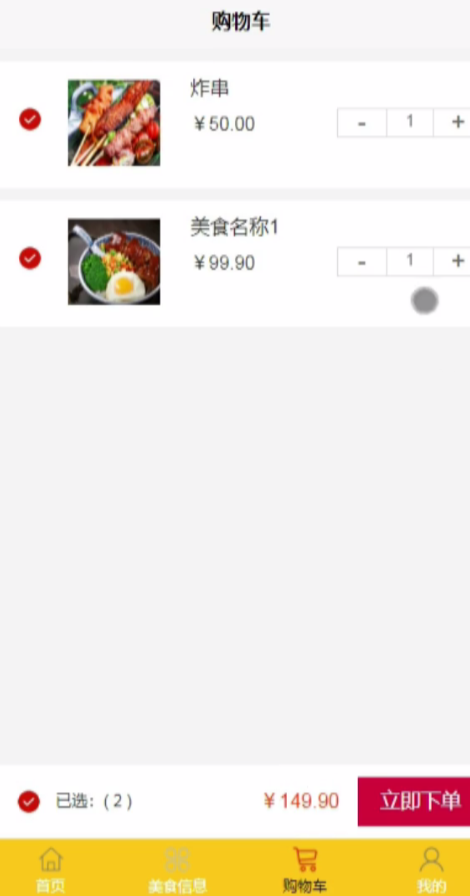 购物车
炸串
￥50.00
- 1 +
美食名称1
￥99.90
- 1 +
已选：( 2 ) ￥149.90 立即下单
首页 美食信息 购物车 我的